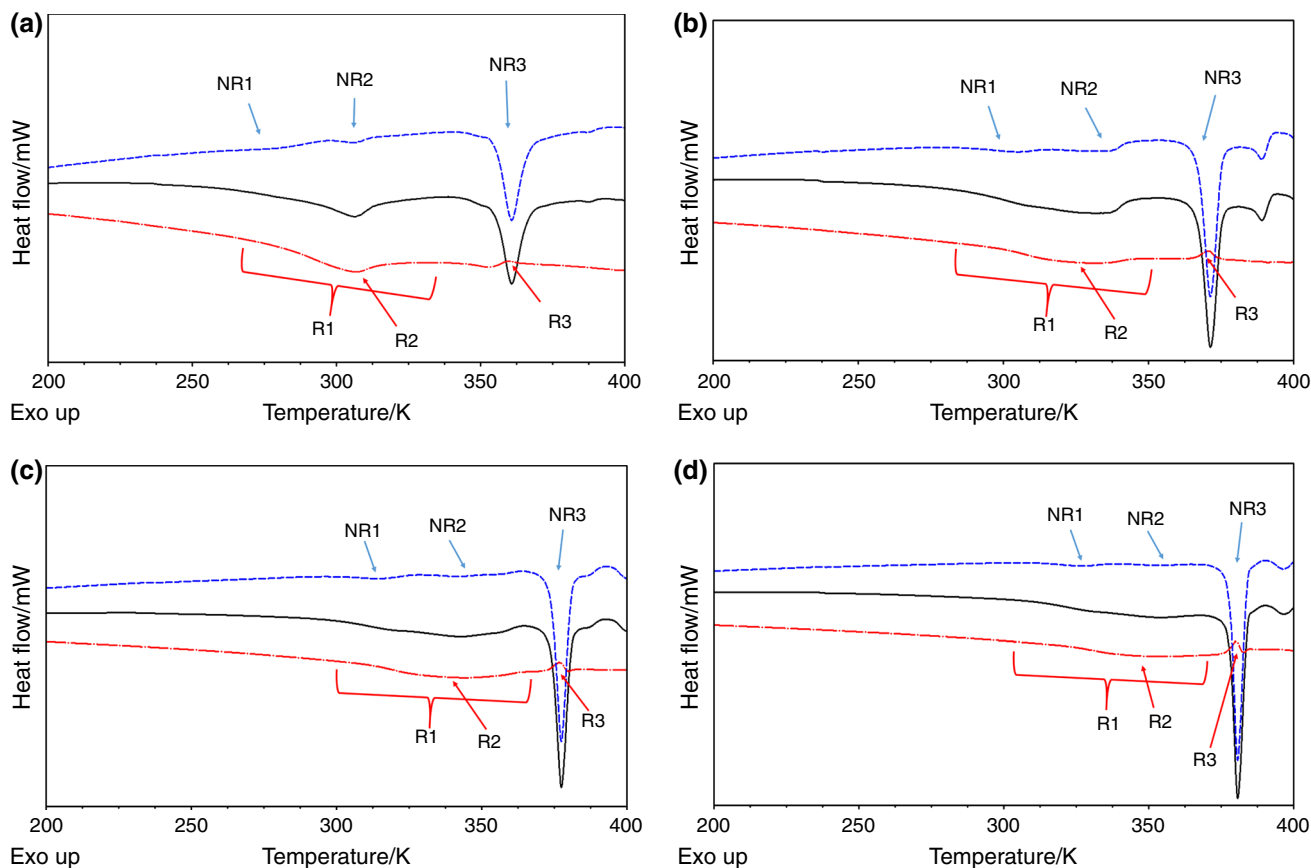 (a)
NR1
NR2
NR3
Heat flow/mW
R1
R2
R3
200 250 300 350 400
Exo up Temperature/K
(b)
NR1
NR2
NR3
Heat flow/mW
R1
R2
R3
200 250 300 350 400
Exo up Temperature/K
(c)
NR1
NR2
NR3
Heat flow/mW
R1
R2
R3
200 250 300 350 400
Exo up Temperature/K
(d)
NR1
NR2
NR3
Heat flow/mW
R1
R2
R3
200 250 300 350 400
Exo up Temperature/K